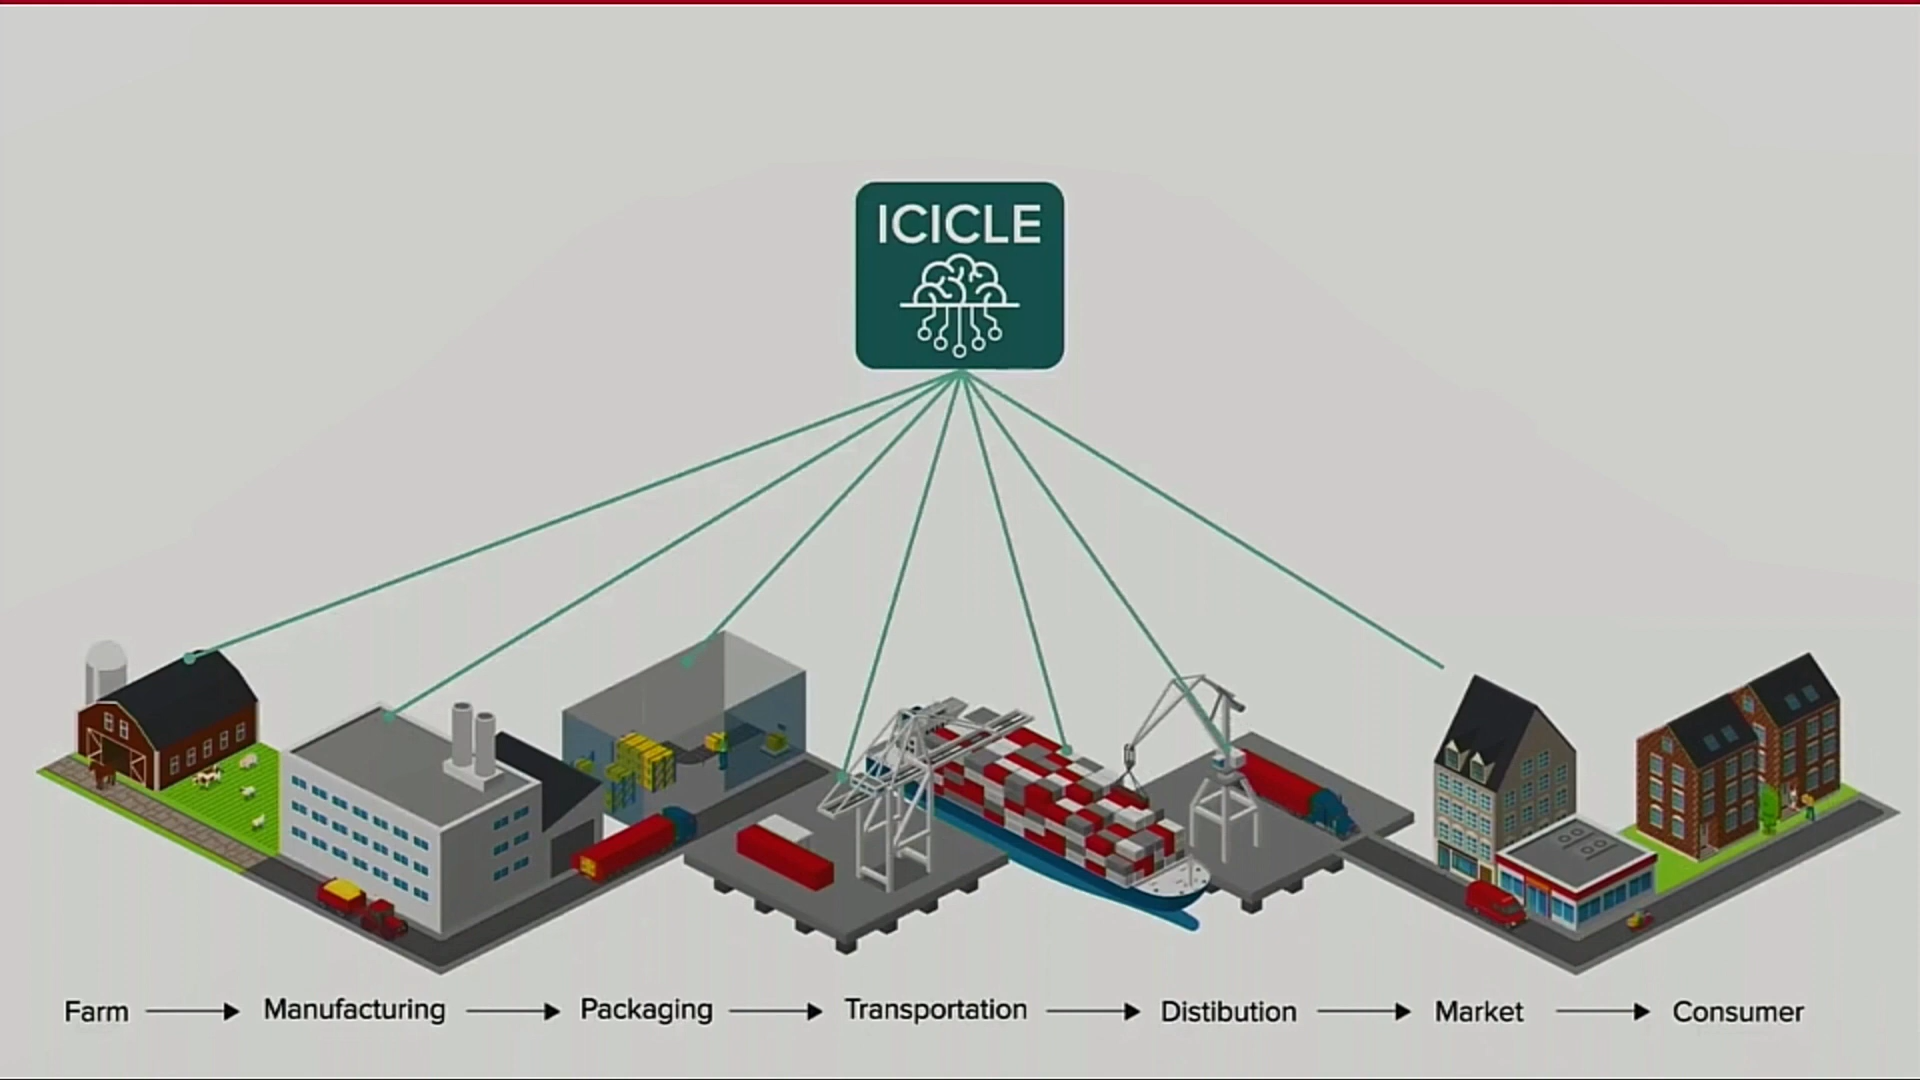 ICICLE
Farm
Manufacturing
Packaging
Transportation
Distibution
Market
Consumer